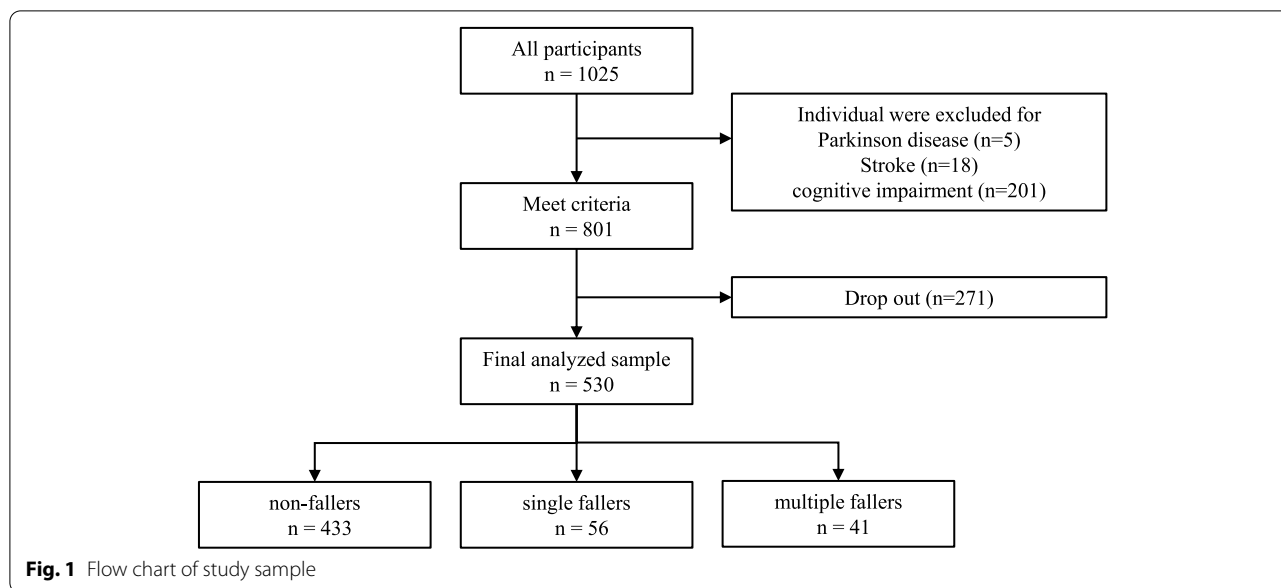 All participants
n = 1025
Individual were excluded for
Parkinson disease (n=5)
Stroke (n=18)
cognitive impairment (n=201)
Meet criteria
n = 801
Drop out (n=271)
Final analyzed sample
n = 530
non-fallers
n = 433
single fallers
n = 56
multiple fallers
n = 41
Fig. 1 Flow chart of study sample